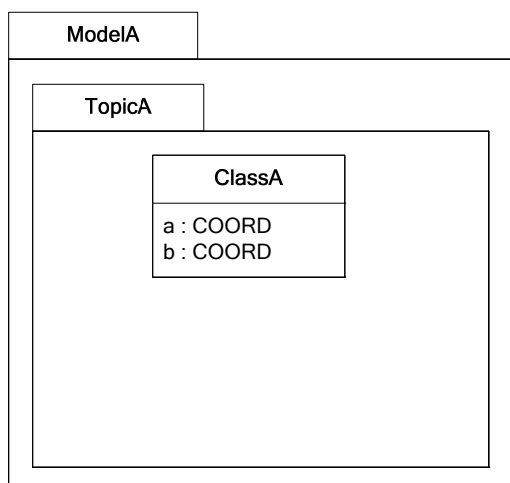 ModelA
TopicA
ClassA
a : COORD
b : COORD